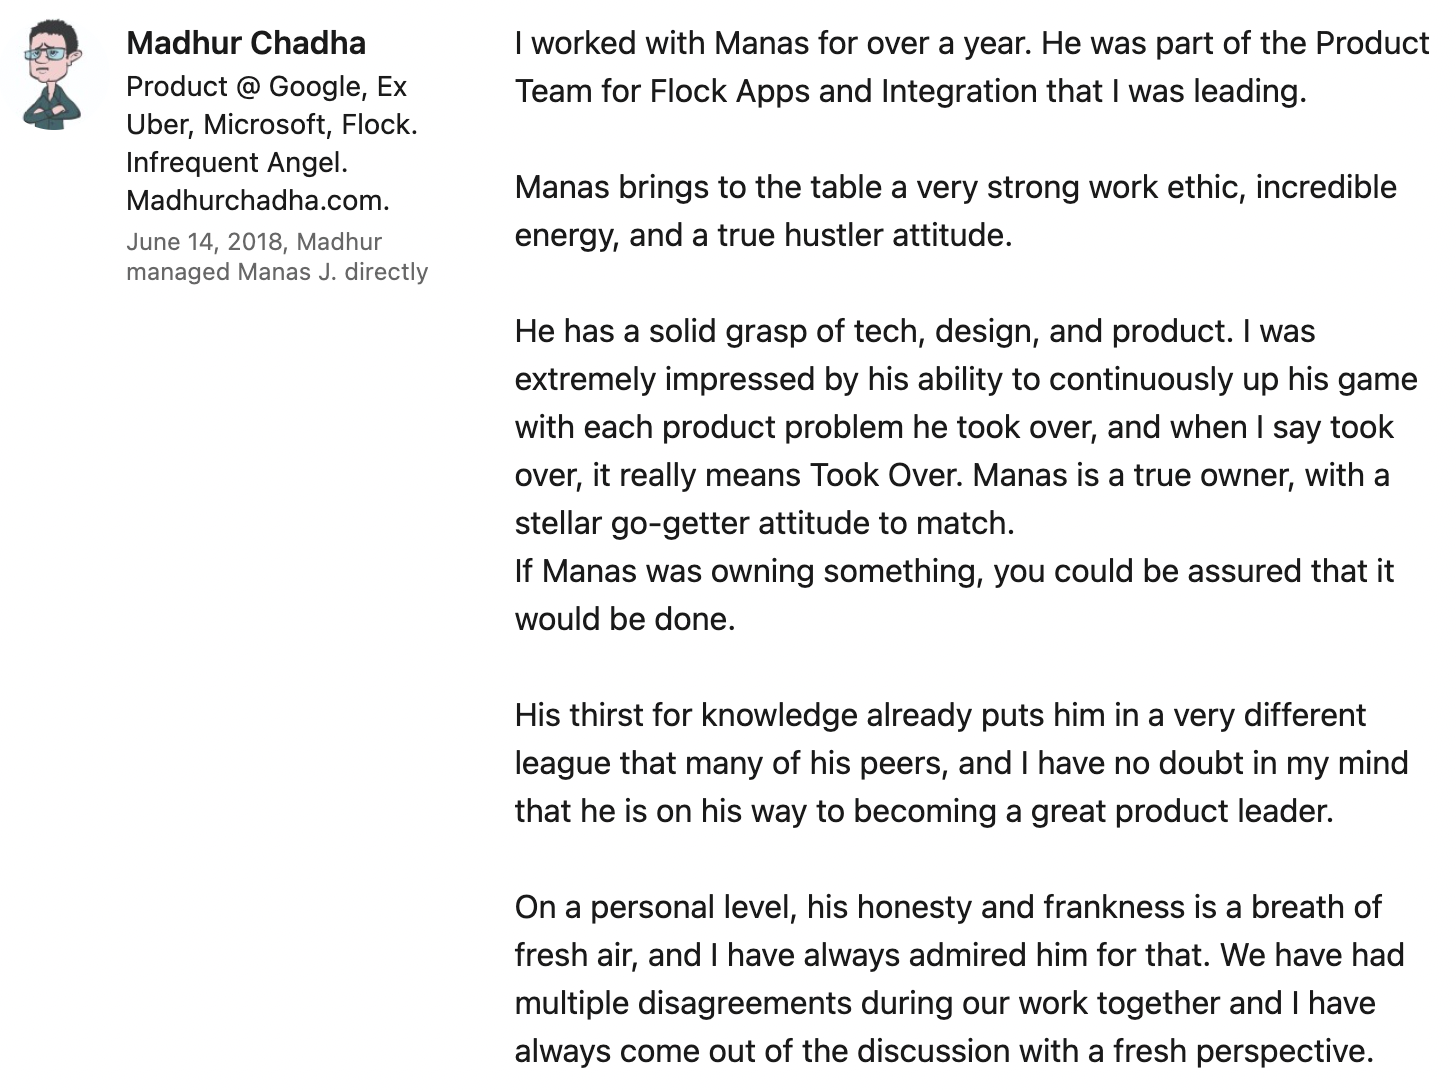 Madhur Chadha
Product @ Google, Ex
Uber, Microsoft, Flock.
Infrequent Angel.
Madhurchadha.com.
June 14, 2018, Madhur
managed Manas J. directly
I worked with Manas for over a year. He was part of the Product
Team for Flock Apps and Integration that I was leading.
Manas brings to the table a very strong work ethic, incredible
energy, and a true hustler attitude.
He has a solid grasp of tech, design, and product. I was
extremely impressed by his ability to continuously up his game
with each product problem he took over, and when I say took
over, it really means Took Over. Manas is a true owner, with a
stellar go-getter attitude to match.
If Manas was owning something, you could be assured that it
would be done.
His thirst for knowledge already puts him in a very different
league that many of his peers, and I have no doubt in my mind
that he is on his way to becoming a great product leader.
On a personal level, his honesty and frankness is a breath of
fresh air, and I have always admired him for that. We have had
multiple disagreements during our work together and I have
always come out of the discussion with a fresh perspective.